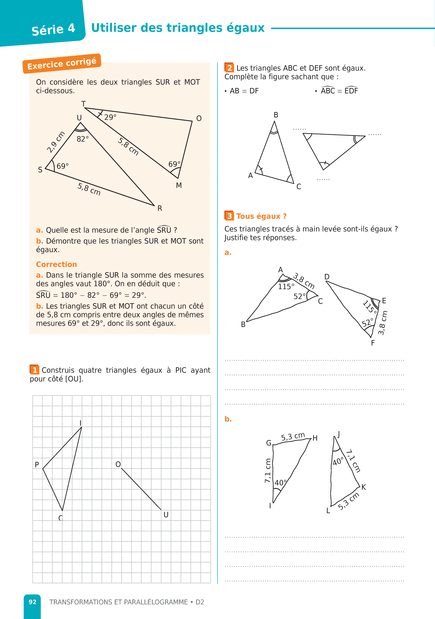 Série 4
Utiliser des triangles égaux
Exercice corrigé
On considère les deux triangles SUR et MOT
ci-dessous.
T
29°
O
U
82°
2,9 cm
5,8 cm
S
69°
69°
M
5,8 cm
R
a. Quelle est la mesure de l'angle SRU ?
b. Démontre que les triangles SUR et MOT sont
égaux.
Correction
a. Dans le triangle SUR la somme des mesures
des angles vaut 180°. On en déduit que :
SRU = 180° − 82° − 69° = 29°.
b. Les triangles SUR et MOT ont chacun un côté
de 5,8 cm compris entre deux angles de mêmes
mesures 69° et 29°, donc ils sont égaux.
1 Construis quatre triangles égaux à PIC ayant
pour côté [OU].
I
P
O
C
U
2 Les triangles ABC et DEF sont égaux.
Complète la figure sachant que :
• AB = DF
• ABC = EDF
B
......
......
A
C
......
3 Tous égaux ?
Ces triangles tracés à main levée sont-ils égaux ?
Justifie tes réponses.
a.
A
3,8 cm
115°
52°
C
B
D
E
115°
52°
3,8 cm
F
b.
G
5,3 cm
H
7,1 cm
40°
I
J
40°
7,1 cm
K
5,3 cm
L
92
TRANSFORMATIONS ET PARALLÉLOGRAMME • D2